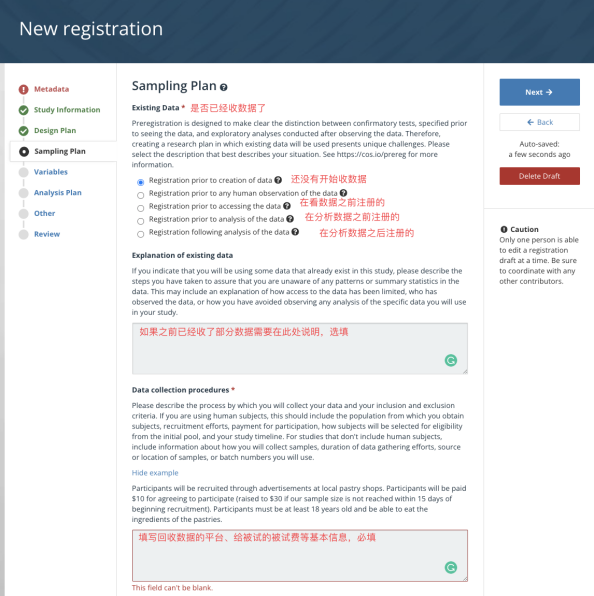 New registration
Metadata
Study Information
Design Plan
Sampling Plan
Variables
Analysis Plan
Other
Review
Sampling Plan
Existing Data * 是否已经收数据了
Preregistration is designed to make clear the distinction between confirmatory tests, specified prior
to seeing the data, and exploratory analyses conducted after observing the data. Therefore,
creating a research plan in which existing data will be used presents unique challenges. Please
select the description that best describes your situation. See https://cos.io/prereg for more
information.
Registration prior to creation of data 还没有开始收数据
Registration prior to any human observation of the data
Registration prior to accessing the data 在看数据之前注册的
Registration prior to analysis of the data 在分析数据之前注册的
Registration following analysis of the data 在分析数据之后注册的
Explanation of existing data
If you indicate that you will be using some data that already exist in this study, please describe the
steps you have taken to assure that you are unaware of any patterns or summary statistics in the
data. This may include an explanation of how access to the data has been limited, who has
observed the data, or how you have avoided observing any analysis of the specific data you will use
in your study.
如果之前已经收了部分数据需要在此处说明，选填
Data collection procedures *
Please describe the process by which you will collect your data and your inclusion and exclusion
criteria. If you are using human subjects, this should include the population from which you obtain
subjects, recruitment efforts, payment for participation, how subjects will be selected for eligibility
from the initial pool, and your study timeline. For studies that don't include human subjects,
include information about how you will collect samples, duration of data gathering efforts, source
or location of samples, or batch numbers you will use.
Hide example
Participants will be recruited through advertisements at local pastry shops. Participants will be paid
$10 for agreeing to participate (raised to $30 if our sample size is not reached within 15 days of
beginning recruitment). Participants must be at least 18 years old and be able to eat the
ingredients of the pastries.
填写回收数据的平台、给被试的被试费等基本信息，必填
This field can't be blank.
Next →
← Back
Auto-saved:
a few seconds ago
Delete Draft
Caution
Only one person is able
to edit a registration
draft at a time. Be sure
to coordinate with any
other contributors.